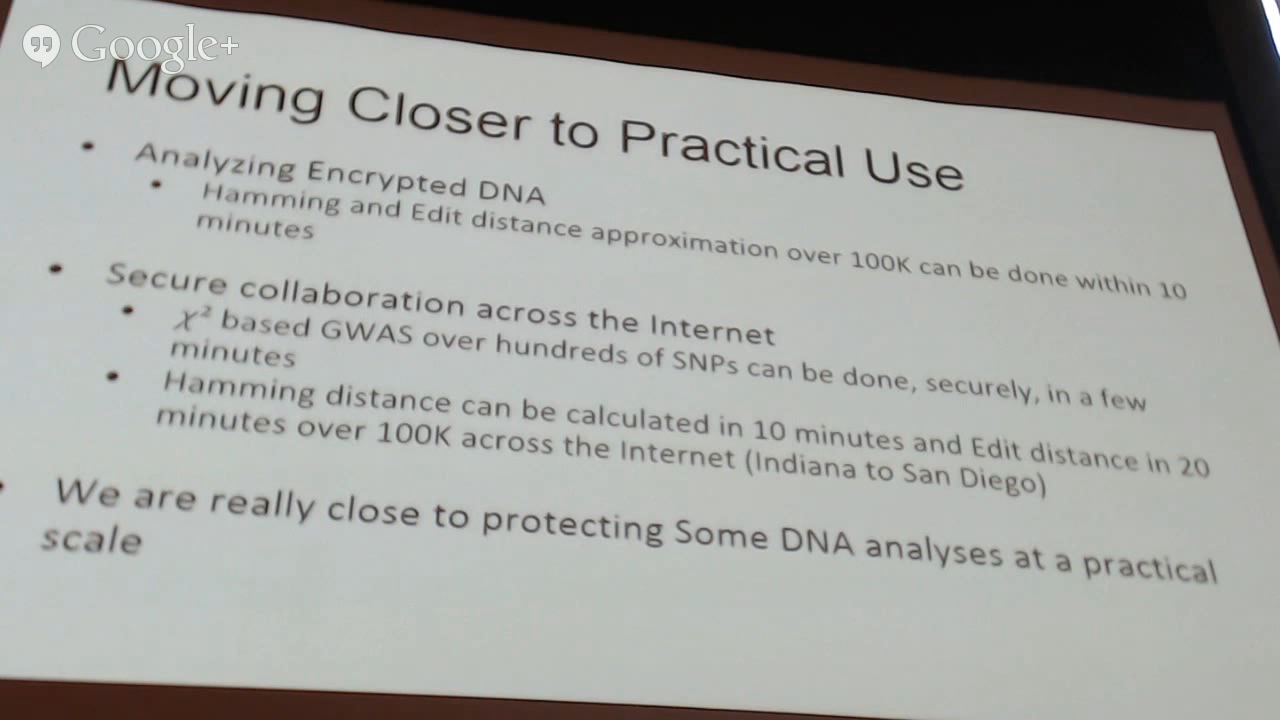 Google+
Moving Closer to Practical Use
• Analyzing Encrypted DNA
• Hamming and Edit distance approximation over 100K can be done within 10
minutes
• Secure collaboration across the Internet
• χ² based GWAS over hundreds of SNPs can be done, securely, in a few
minutes
• Hamming distance can be calculated in 10 minutes and Edit distance in 20
minutes over 100K across the Internet (Indiana to San Diego)
• We are really close to protecting Some DNA analyses at a practical
scale